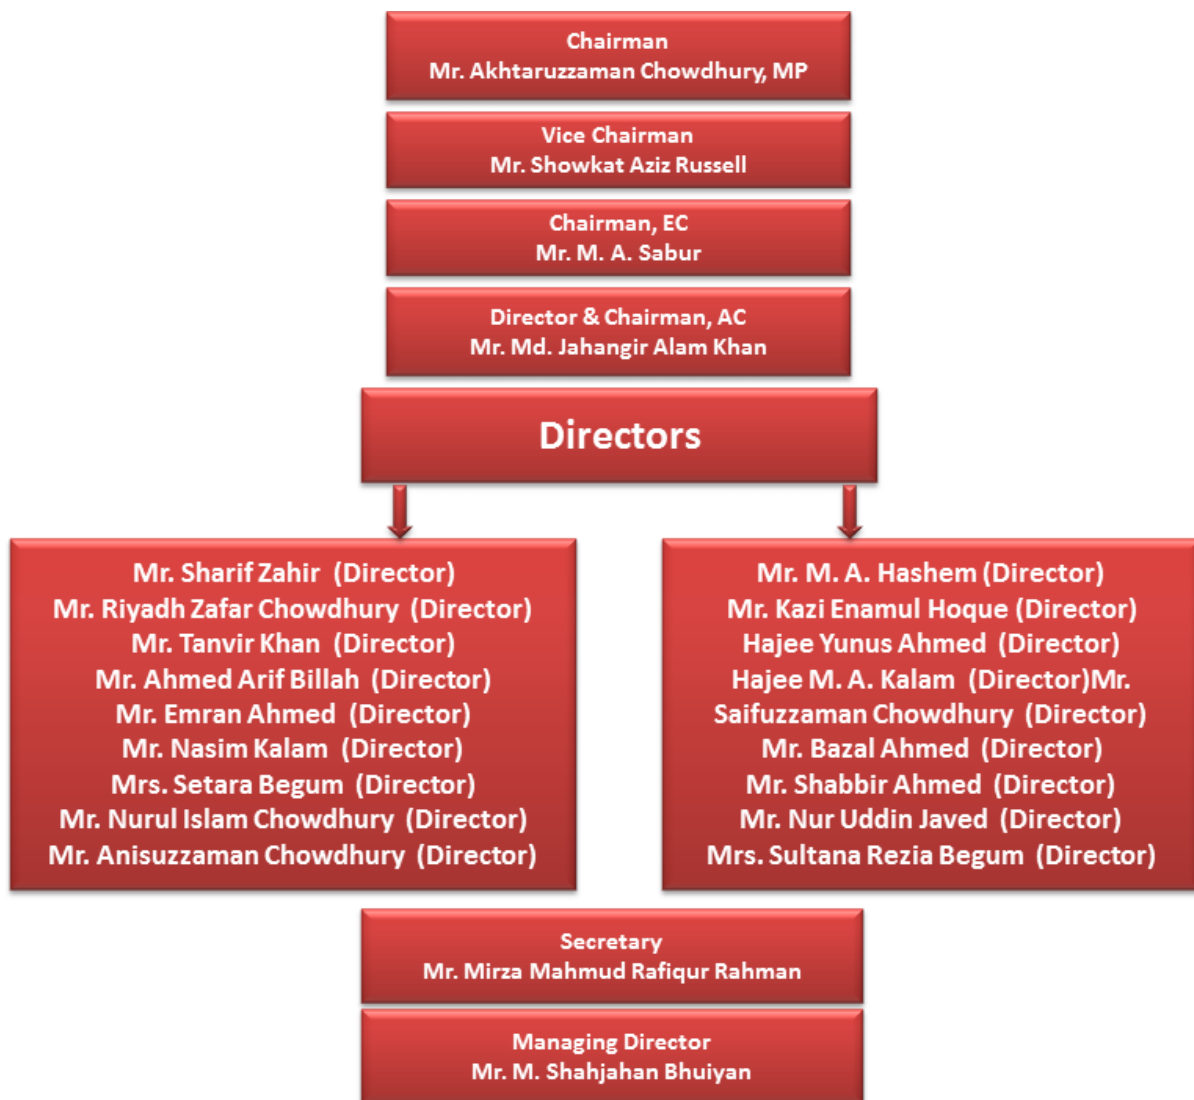 Chairman
Mr. Akhtaruzzaman Chowdhury, MP
Vice Chairman
Mr. Showkat Aziz Russell
Chairman, EC
Mr. M. A. Sabur
Director & Chairman, AC
Mr. Md. Jahangir Alam Khan
Directors
Mr. Sharif Zahir (Director)
Mr. Riyadh Zafar Chowdhury (Director)
Mr. Tanvir Khan (Director)
Mr. Ahmed Arif Billah (Director)
Mr. Emran Ahmed (Director)
Mr. Nasim Kalam (Director)
Mrs. Setara Begum (Director)
Mr. Nurul Islam Chowdhury (Director)
Mr. Anisuzzaman Chowdhury (Director)
Mr. M. A. Hashem (Director)
Mr. Kazi Enamul Hoque (Director)
Hajee Yunus Ahmed (Director)
Hajee M. A. Kalam (Director)Mr.
Saifuzzaman Chowdhury (Director)
Mr. Bazal Ahmed (Director)
Mr. Shabbir Ahmed (Director)
Mr. Nur Uddin Javed (Director)
Mrs. Sultana Rezia Begum (Director)
Secretary
Mr. Mirza Mahmud Rafiqur Rahman
Managing Director
Mr. M. Shahjahan Bhuiyan